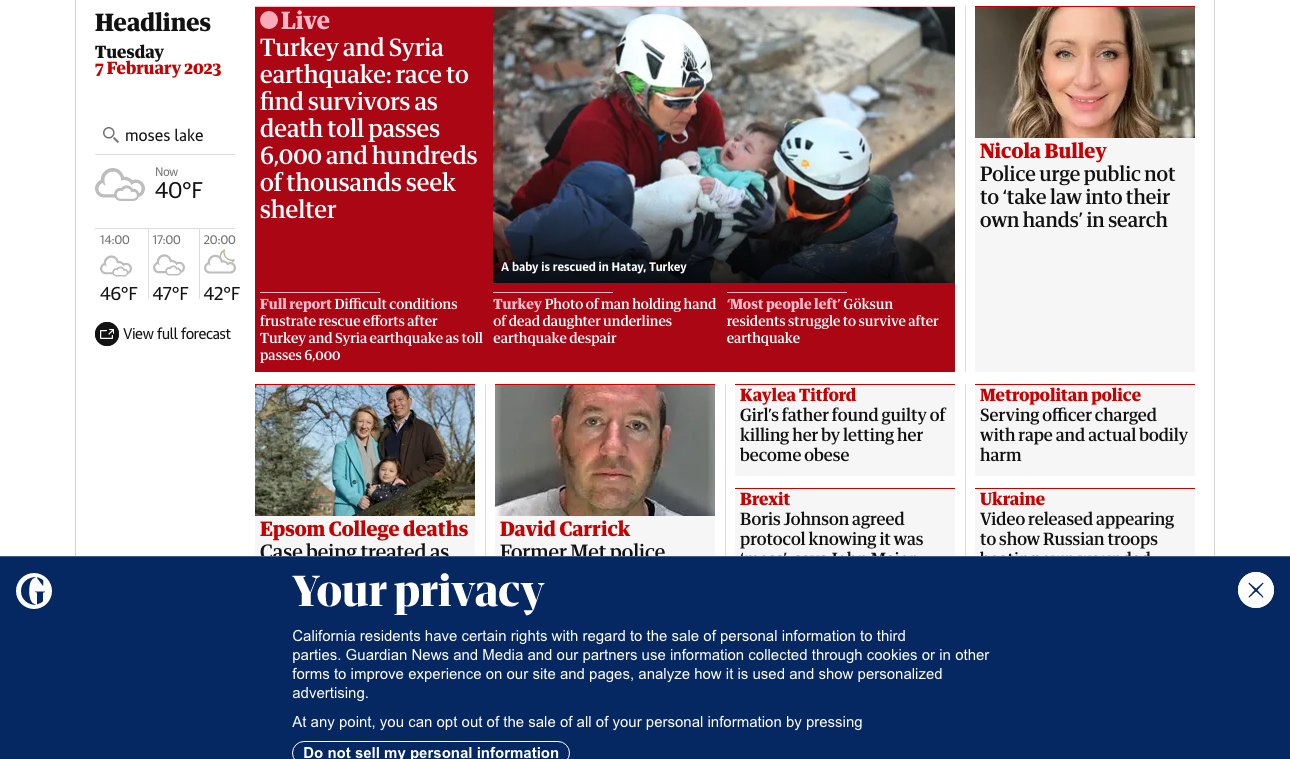 Headlines
Tuesday
7 February 2023
moses lake
Now
40°F
14:00
17:00
20:00
46°F
47°F
42°F
View full forecast
Live
Turkey and Syria
earthquake: race to
find survivors as
death toll passes
6,000 and hundreds
of thousands seek
shelter
A baby is rescued in Hatay, Turkey
Full report Difficult conditions
frustrate rescue efforts after
Turkey and Syria earthquake as toll
passes 6,000
Turkey Photo of man holding hand
of dead daughter underlines
earthquake despair
‘Most people left’ Göksun
residents struggle to survive after
earthquake
Nicola Bulley
Police urge public not
to ‘take law into their
own hands’ in search
Epsom College deaths
Case being treated as
David Carrick
Former Met police
Kaylea Titford
Girl’s father found guilty of
killing her by letting her
become obese
Brexit
Boris Johnson agreed
protocol knowing it was
Metropolitan police
Serving officer charged
with rape and actual bodily
harm
Ukraine
Video released appearing
to show Russian troops
G
Your privacy
California residents have certain rights with regard to the sale of personal information to third
parties. Guardian News and Media and our partners use information collected through cookies or in other
forms to improve experience on our site and pages, analyze how it is used and show personalized
advertising.
At any point, you can opt out of the sale of all of your personal information by pressing
Do not sell my personal information